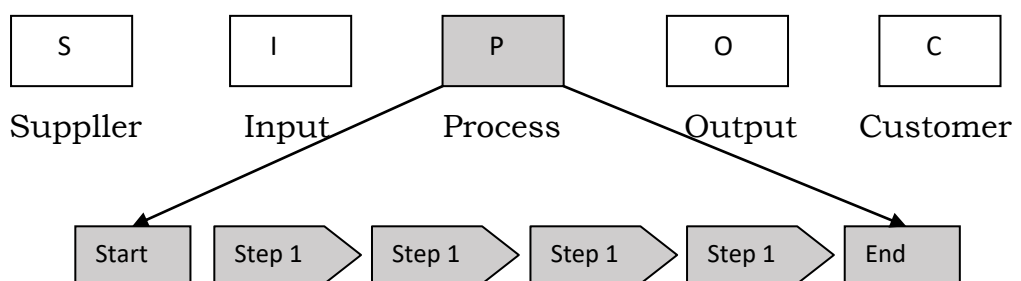 S I P O C
Suppller Input Process Output Customer
Start Step 1 Step 1 Step 1 Step 1 End